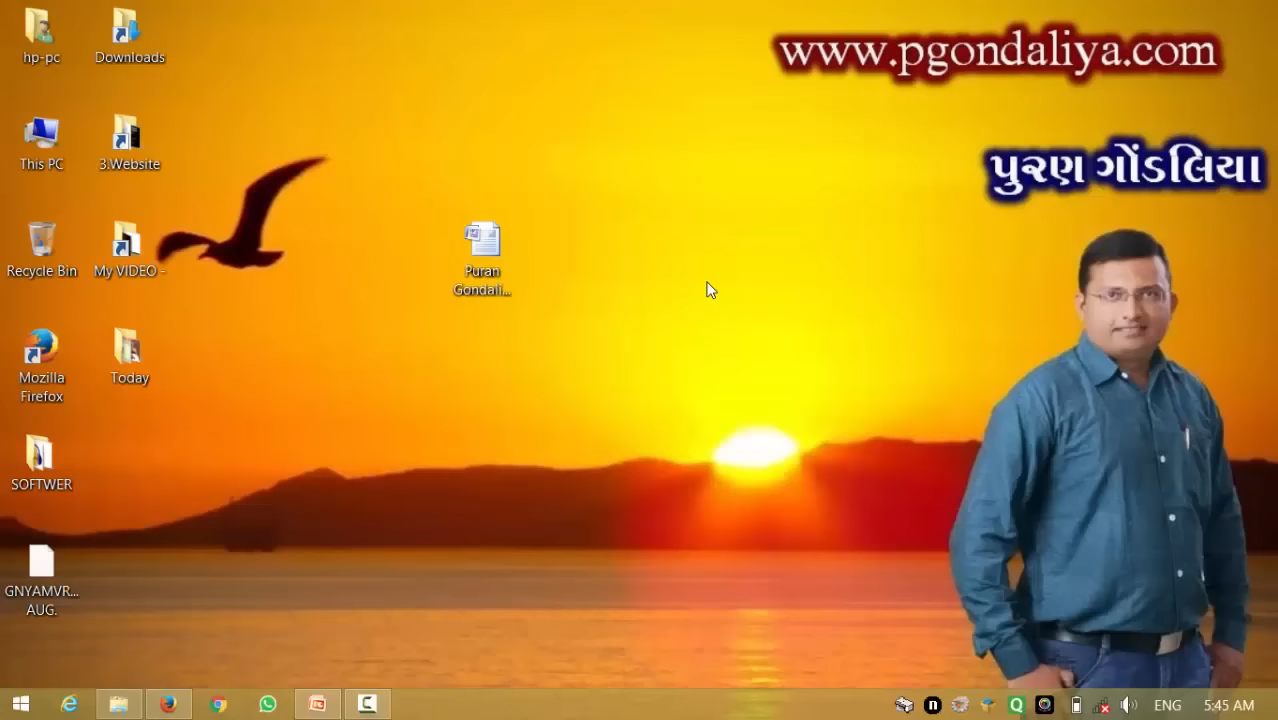 www.pgondaliya.com
પુરણ ગોંડલિયા
hp-pc
Downloads
This PC
3.Website
Recycle Bin
My VIDEO -
Puran
Gondali...
Mozilla
Firefox
Today
SOFTWER
GNYAMVR...
AUG.
ENG
5:45 AM